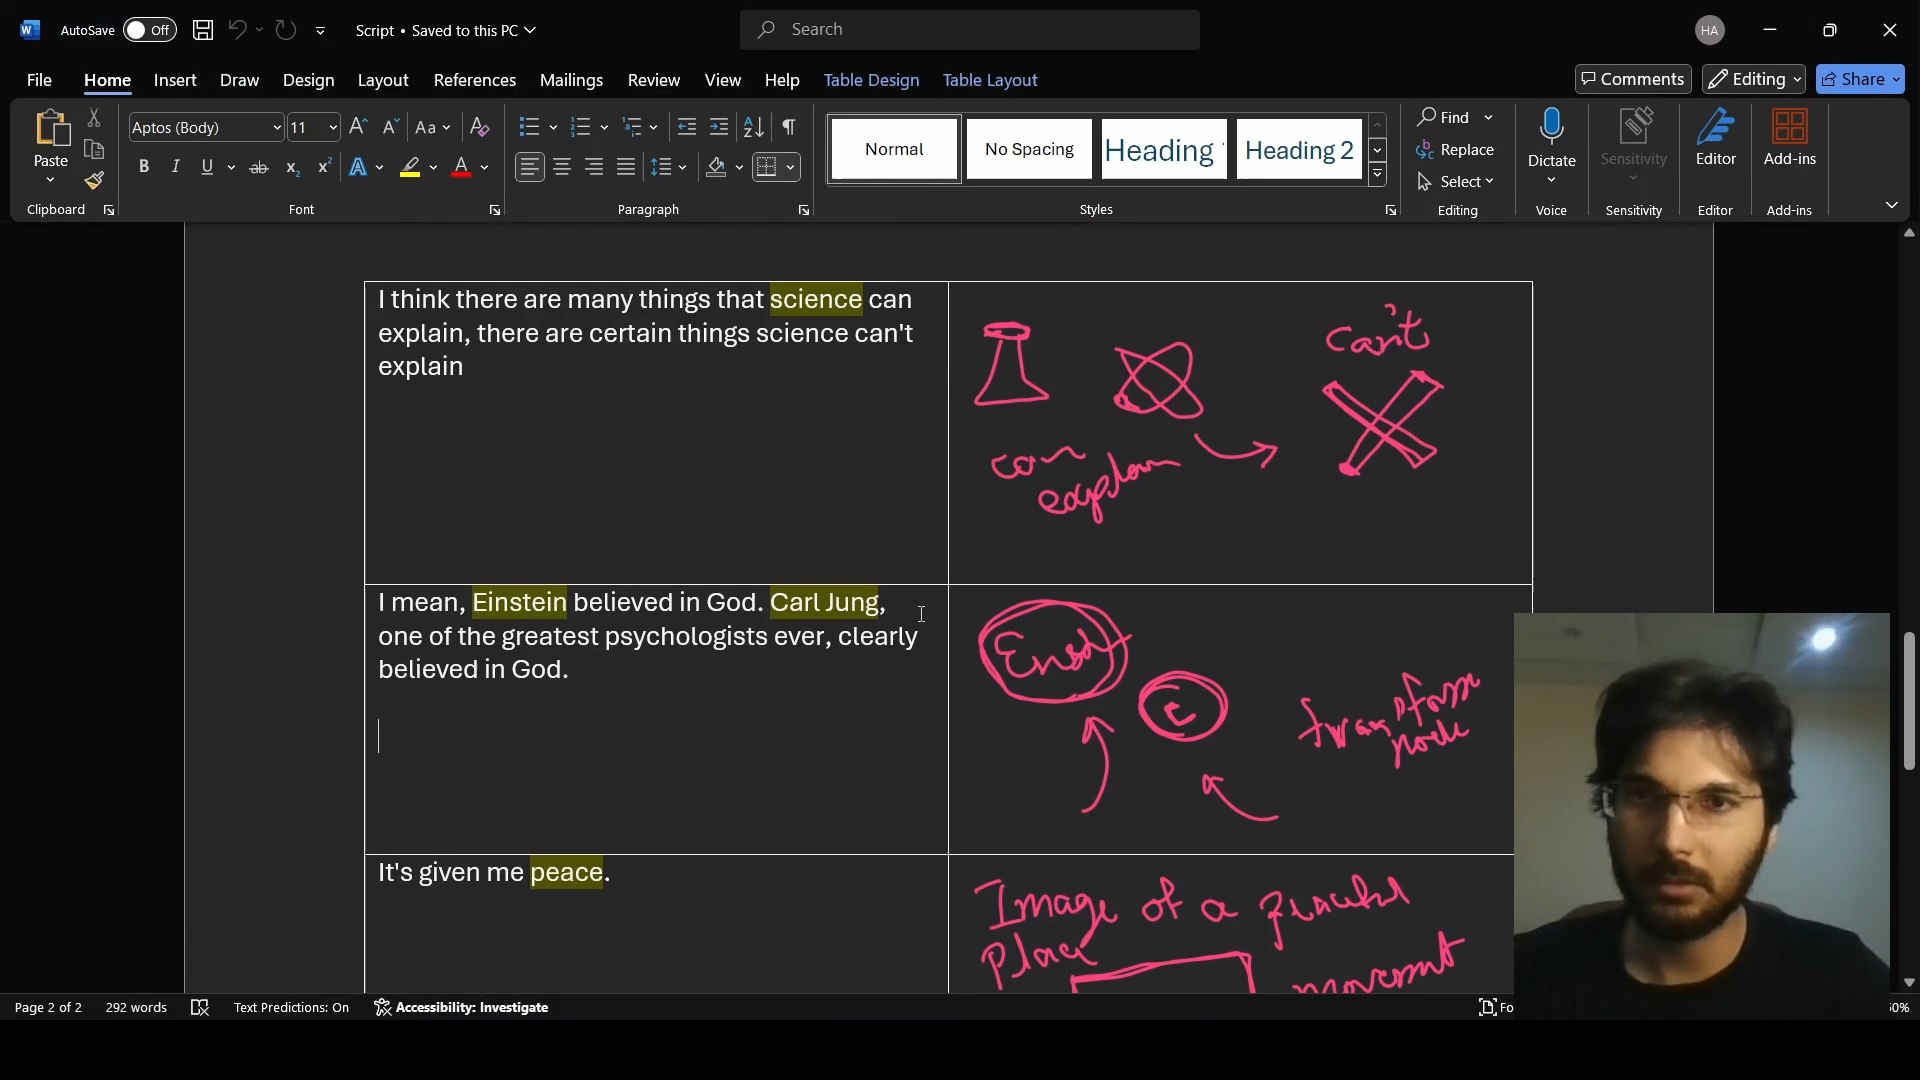 AutoSave Off Script • Saved to this PC Search HA
File Home Insert Draw Design Layout References Mailings Review View Help Table Design Table Layout Comments Editing Share
Paste Aptos (Body) 11 Aa Normal No Spacing Heading Heading 2 Find Replace Select Dictate Sensitivity Editor Add-ins
Clipboard Font Paragraph Styles Editing Voice Sensitivity Editor Add-ins
I think there are many things that science can
explain, there are certain things science can't
explain
can't
can
explain
I mean, Einstein believed in God. Carl Jung,
one of the greatest psychologists ever, clearly
believed in God.
E
transform
node
It's given me peace.
Image of a
place
movement
Page 2 of 2 292 words Text Predictions: On Accessibility: Investigate Fo